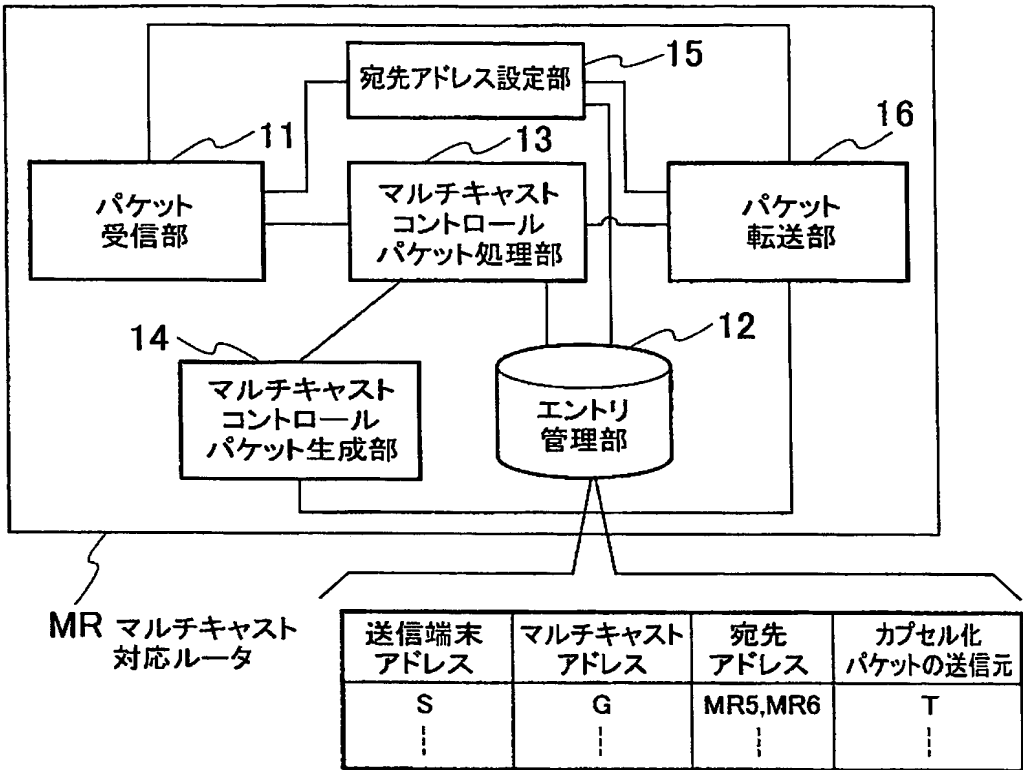 15
宛先アドレス設定部
11
パケット
受信部
13
マルチキャスト
コントロール
パケット処理部
16
パケット
転送部
14
マルチキャスト
コントロール
パケット生成部
12
エントリ
管理部
MR マルチキャスト
対応ルータ
送信端末
アドレス
マルチキャスト
アドレス
宛先
アドレス
カプセル化
パケットの送信元
S
G
MR5,MR6
T